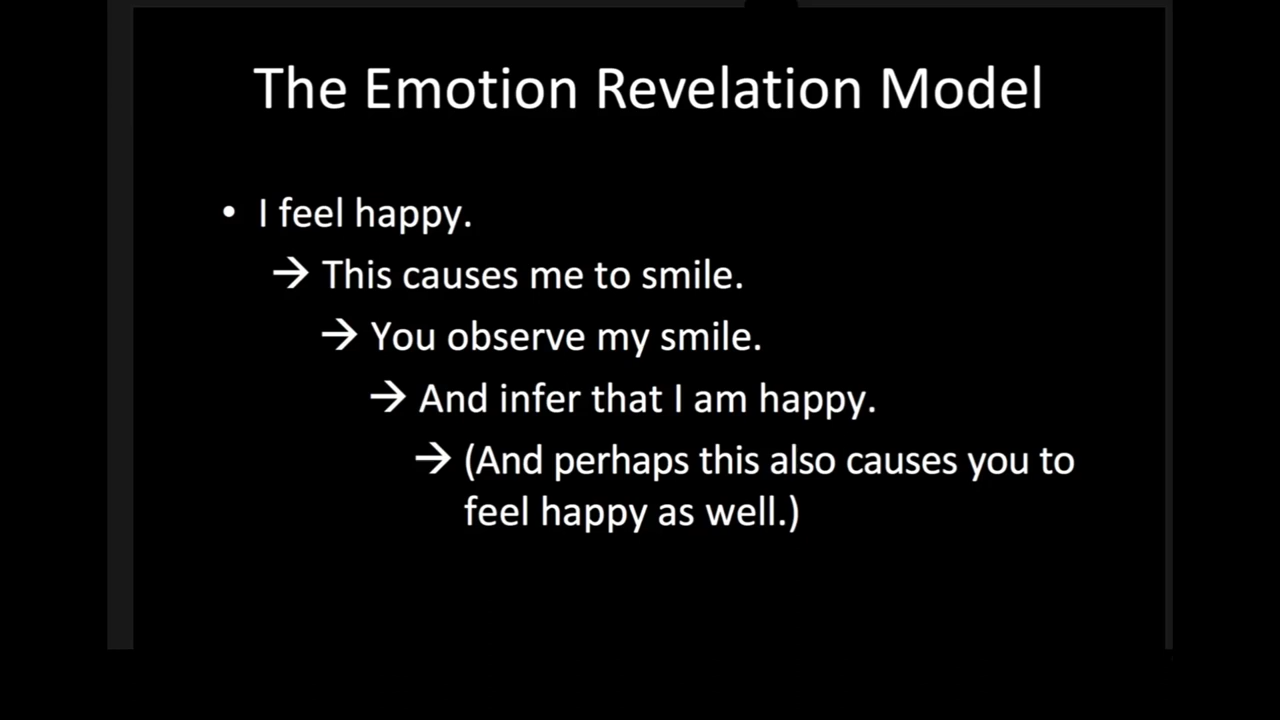 The Emotion Revelation Model
• I feel happy.
→ This causes me to smile.
→ You observe my smile.
→ And infer that I am happy.
→ (And perhaps this also causes you to
feel happy as well.)